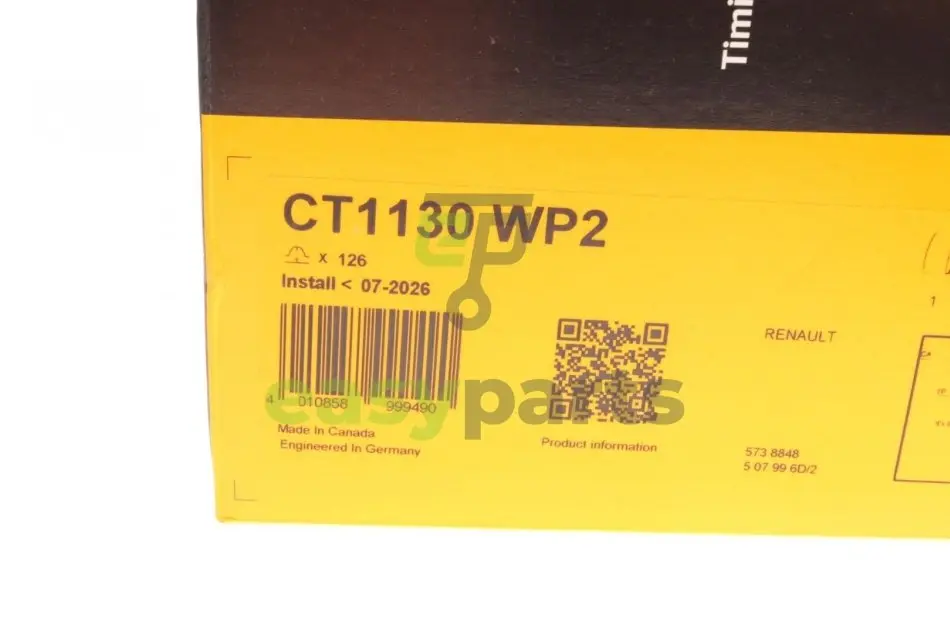 Timi
CT1130 WP2
x 126
Install < 07-2026
4 010858 999490
Made In Canada
Engineered In Germany
Product information
RENAULT
573 8848
5 07 99 6D/2
1
easyparts